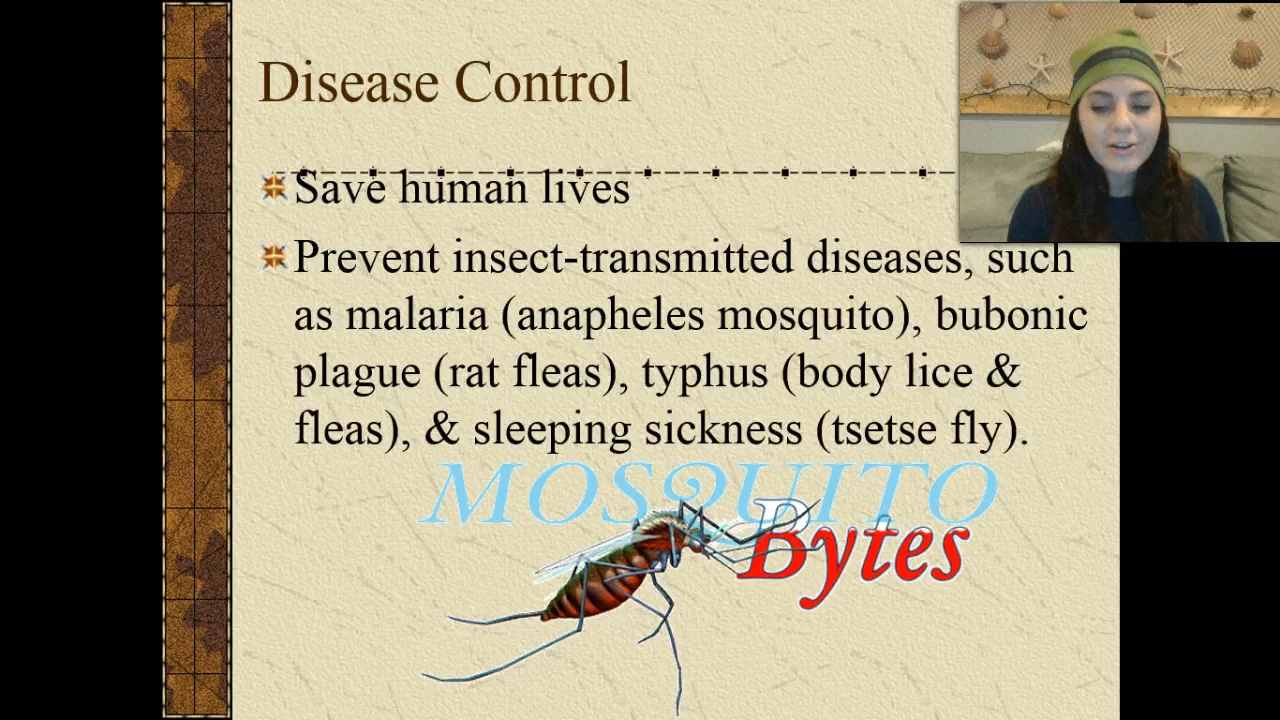 Disease Control
Save human lives
Prevent insect-transmitted diseases, such
as malaria (anapheles mosquito), bubonic
plague (rat fleas), typhus (body lice &
fleas), & sleeping sickness (tsetse fly).
MOSQUITO
Bytes